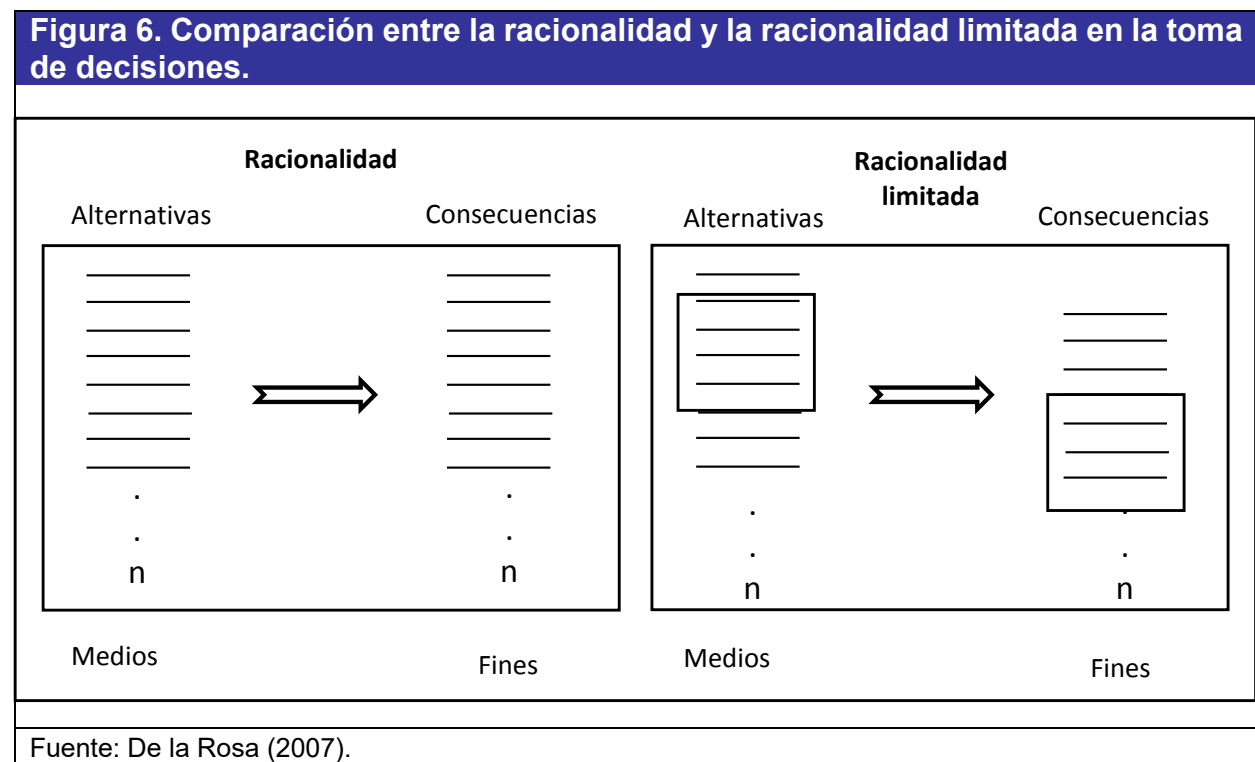 Figura 6. Comparación entre la racionalidad y la racionalidad limitada en la toma
de decisiones.
Racionalidad
Alternativas
Consecuencias
.
.
n
.
.
n
Medios
Fines
Racionalidad
limitada
Alternativas
Consecuencias
.
.
n
.
.
n
Medios
Fines
Fuente: De la Rosa (2007).